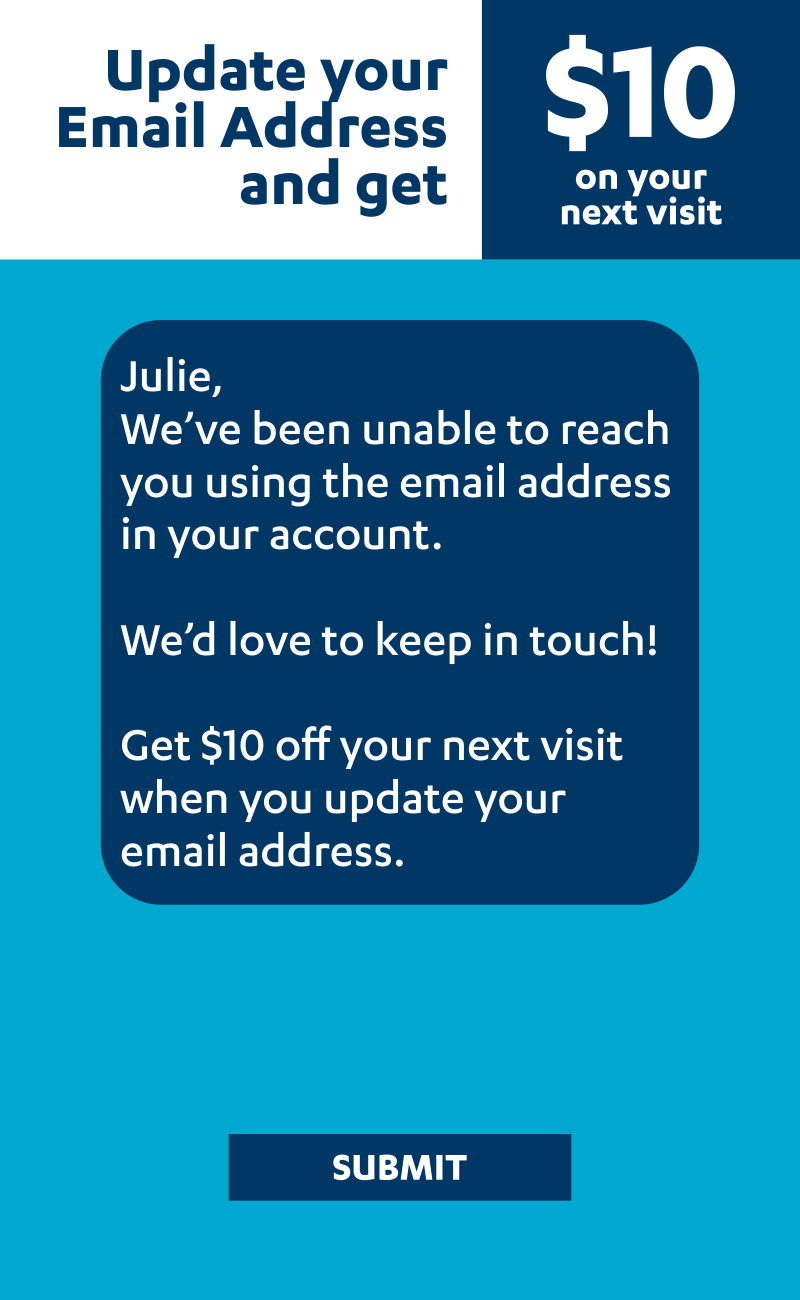 Update your
Email Address
and get
$10
on your
next visit
Julie,
We’ve been unable to reach
you using the email address
in your account.
We’d love to keep in touch!
Get $10 off your next visit
when you update your
email address.
SUBMIT